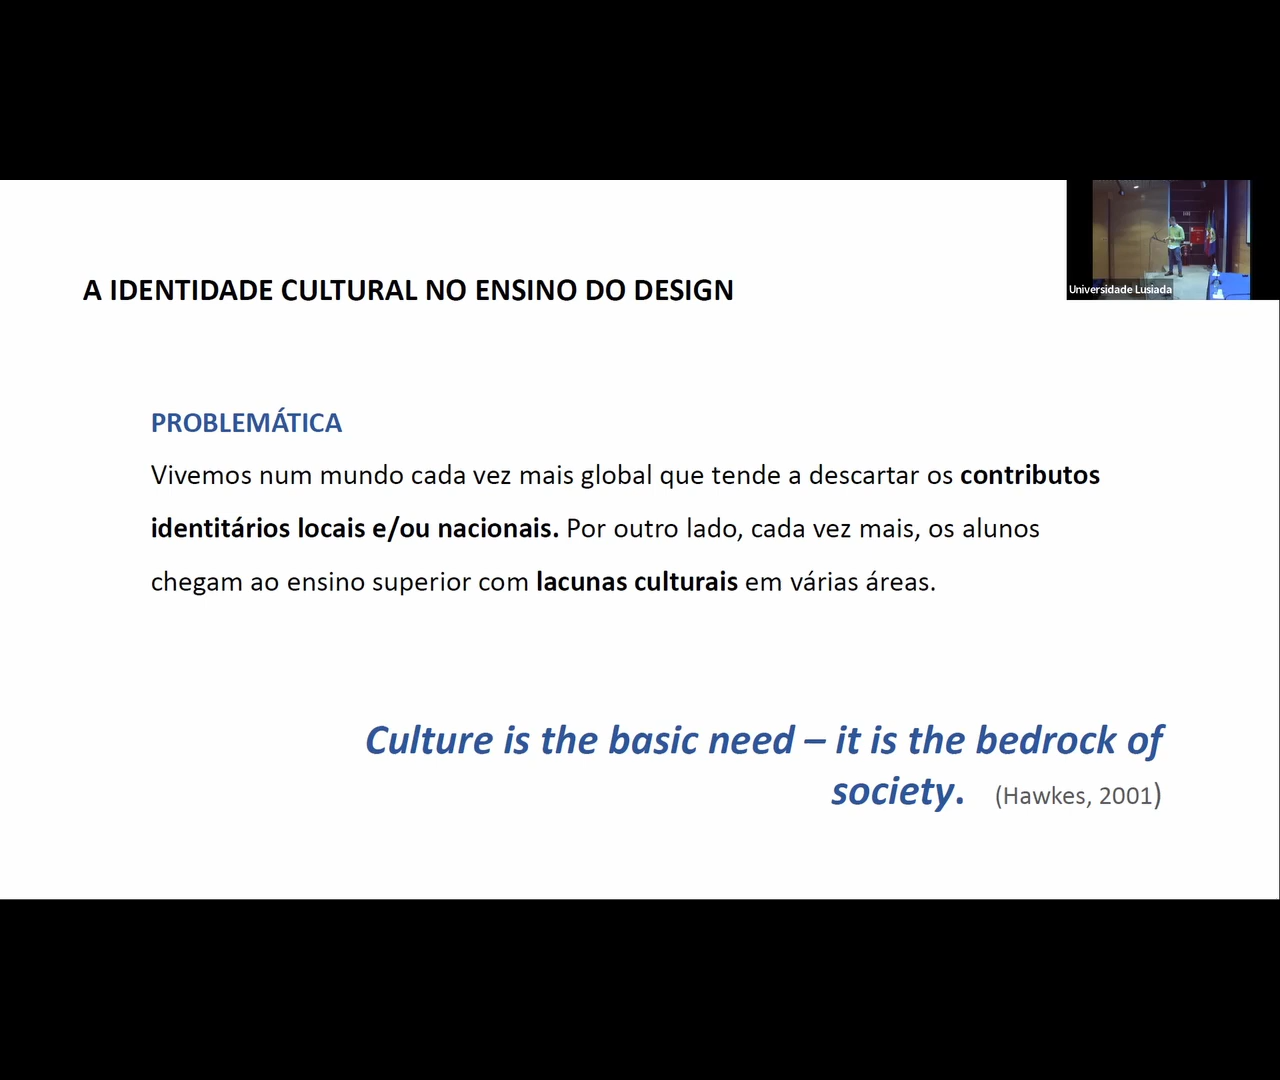 A IDENTIDADE CULTURAL NO ENSINO DO DESIGN
Universidade Lusiada
PROBLEMÁTICA
Vivemos num mundo cada vez mais global que tende a descartar os contributos
identitários locais e/ou nacionais. Por outro lado, cada vez mais, os alunos
chegam ao ensino superior com lacunas culturais em várias áreas.
Culture is the basic need – it is the bedrock of
society. (Hawkes, 2001)